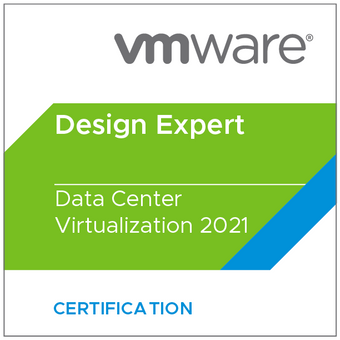 vmware®
Design Expert
Data Center
Virtualization 2021
CERTIFICATION